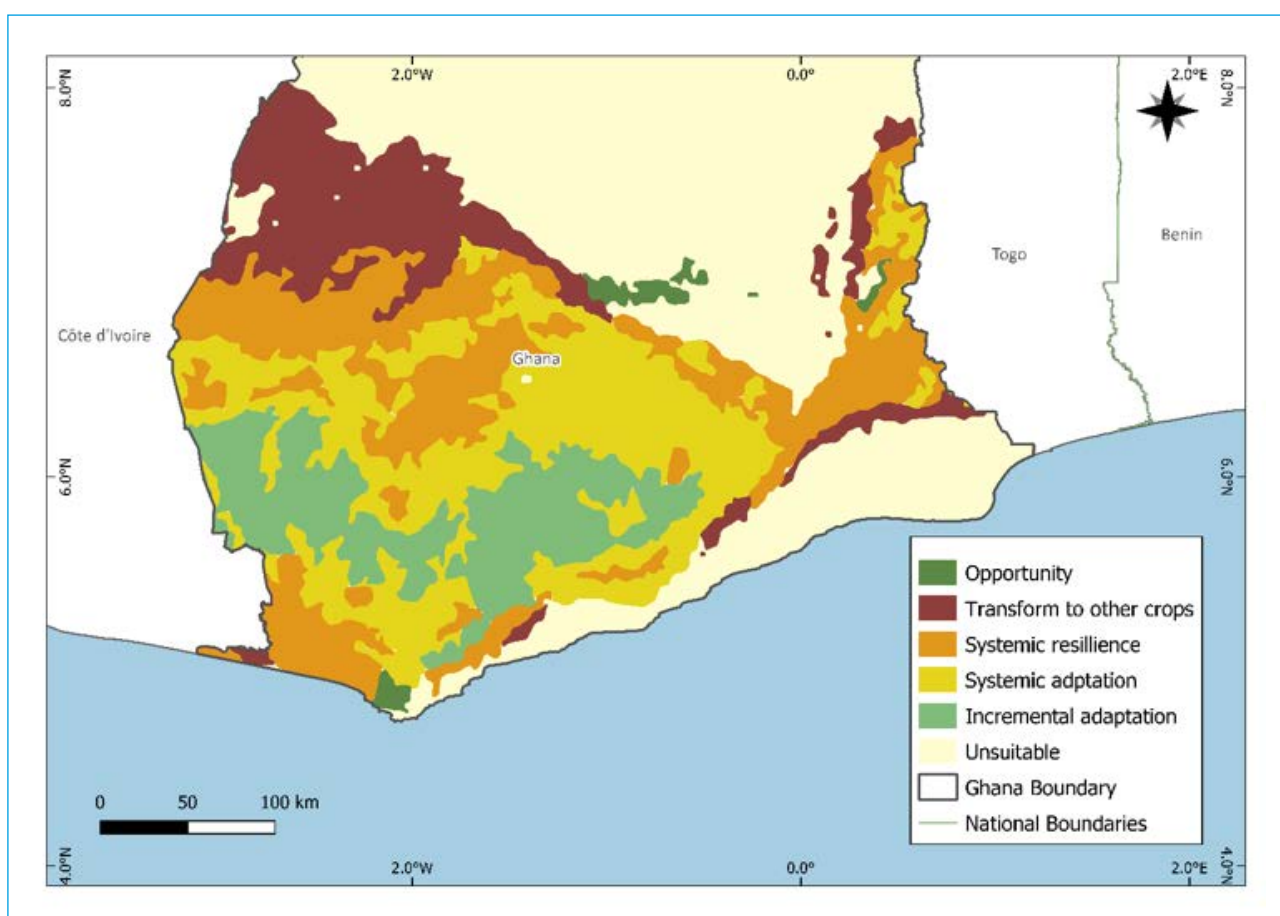 2.0°W
0.0°
2.0°E
8.0°N
8.0°N
Togo
Benin
Côte d'Ivoire
Ghana
6.0°N
6.0°N
Opportunity
Transform to other crops
Systemic resillience
Systemic adptation
Incremental adaptation
Unsuitable
Ghana Boundary
National Boundaries
0 50 100 km
4.0°N
4.0°N
2.0°W
0.0°
2.0°E